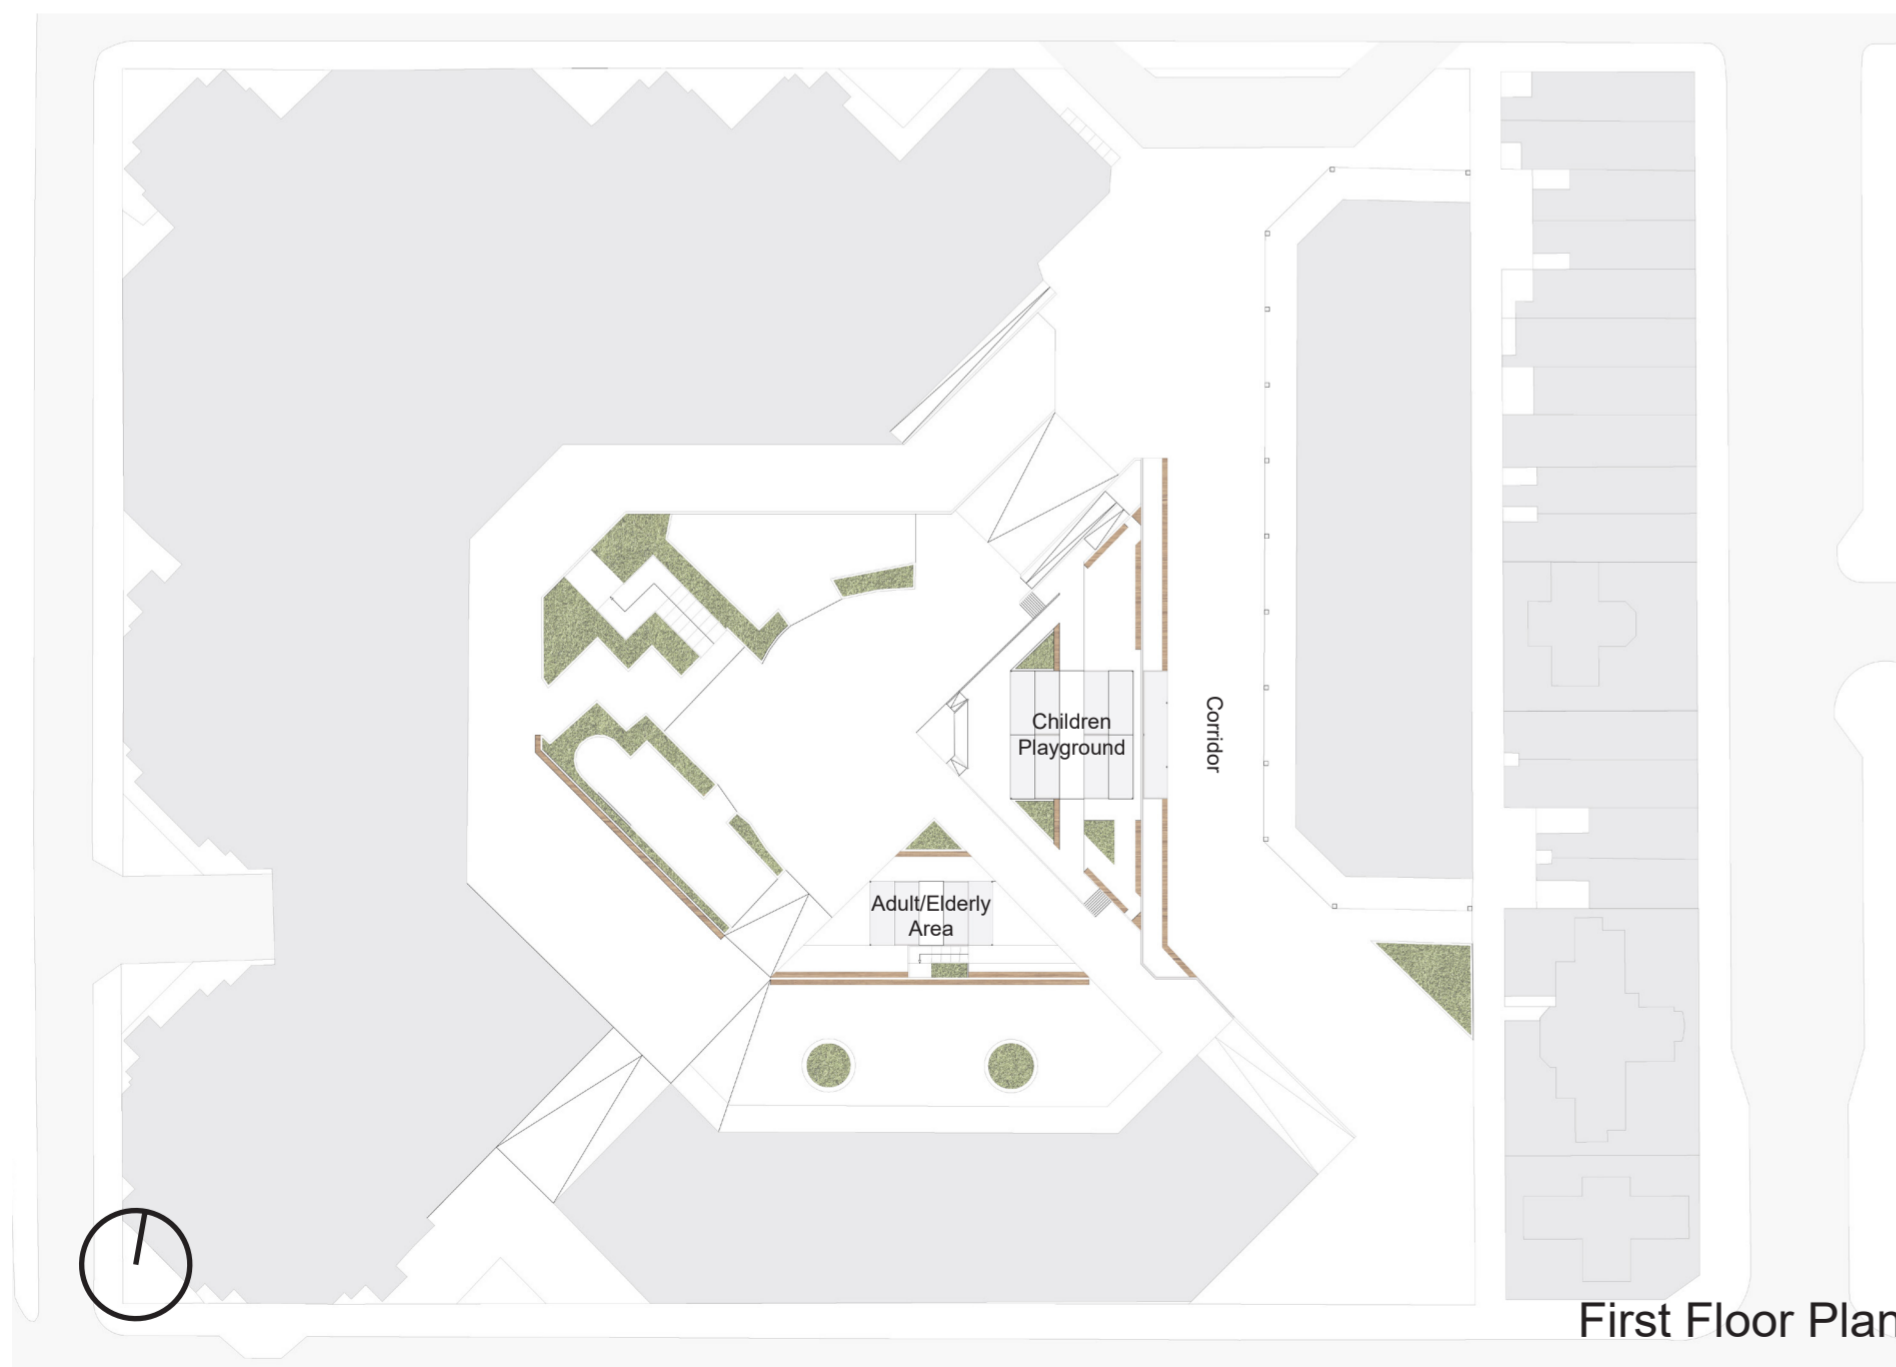 Children
Playground
Corridor
Adult/Elderly
Area
First Floor Plan